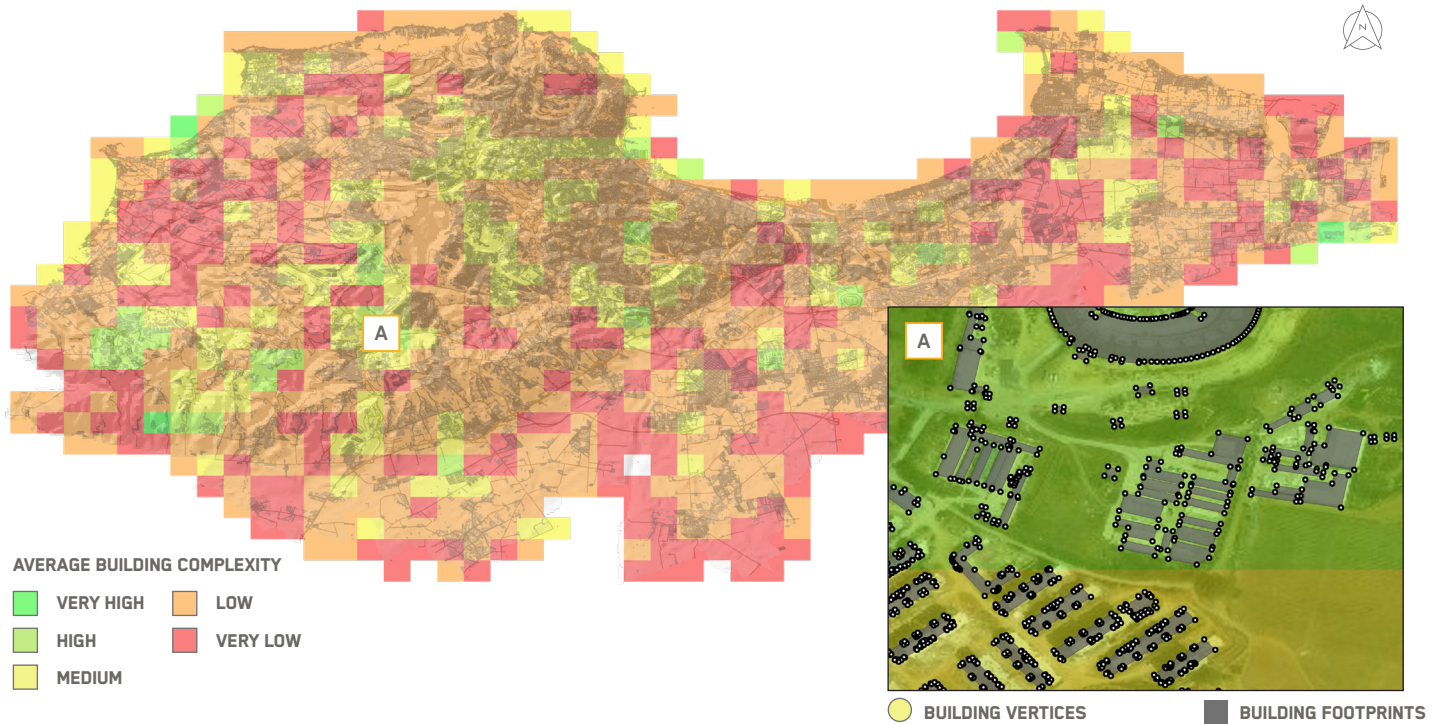 N
A
A
AVERAGE BUILDING COMPLEXITY
VERY HIGH
LOW
HIGH
VERY LOW
MEDIUM
BUILDING VERTICES
BUILDING FOOTPRINTS